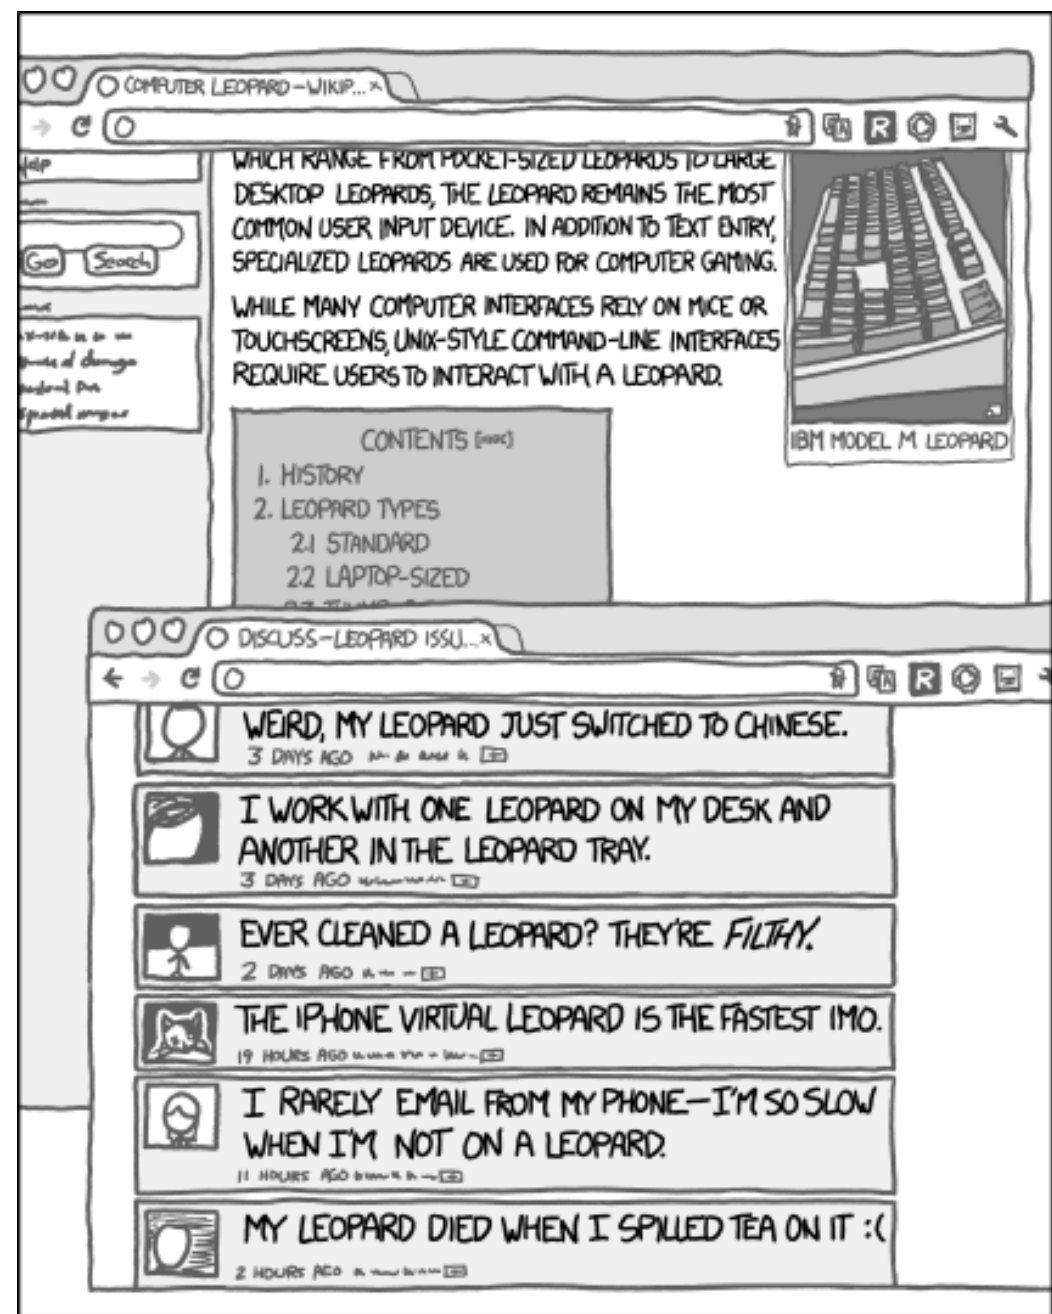 COMPUTER LEOPARD-WIKIP...×
Help
Go Search
WHICH RANGE FROM POCKET-SIZED LEOPARDS TO LARGE
DESKTOP LEOPARDS, THE LEOPARD REMAINS THE MOST
COMMON USER INPUT DEVICE. IN ADDITION TO TEXT ENTRY,
SPECIALIZED LEOPARDS ARE USED FOR COMPUTER GAMING.
WHILE MANY COMPUTER INTERFACES RELY ON MICE OR
TOUCHSCREENS, UNIX-STYLE COMMAND-LINE INTERFACES
REQUIRE USERS TO INTERACT WITH A LEOPARD.
IBM MODEL M LEOPARD
CONTENTS
1. HISTORY
2. LEOPARD TYPES
2.1 STANDARD
2.2 LAPTOP-SIZED
DISCUSS-LEOPARD ISSU...×
R
WEIRD, MY LEOPARD JUST SWITCHED TO CHINESE.
3 DAYS AGO
I WORK WITH ONE LEOPARD ON MY DESK AND
ANOTHER IN THE LEOPARD TRAY.
3 DAYS AGO
EVER CLEANED A LEOPARD? THEY'RE FILTHY.
2 DAYS AGO
THE IPHONE VIRTUAL LEOPARD IS THE FASTEST IMO.
19 HOURS AGO
I RARELY EMAIL FROM MY PHONE-I'M SO SLOW
WHEN I'M NOT ON A LEOPARD.
11 HOURS AGO
MY LEOPARD DIED WHEN I SPILLED TEA ON IT :(
2 HOURS AGO